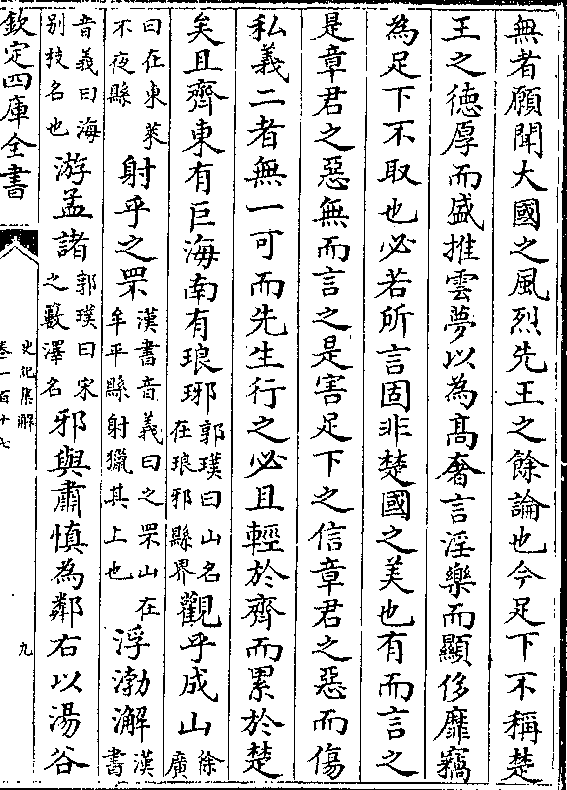 無者願聞大國之風烈先王之餘論也今足下不稱楚
王之徳厚而盛推雲夢以為髙奢言淫樂而顯侈靡竊
為足下不取也必若所言固非楚國之美也有而言之
是章君之惡無而言之是害足下之信章君之惡而傷
私義二者無一可而先生行之必且輕於齊而累於楚
矣且齊東有巨海南有琅邪郭璞曰山名在琅邪縣界觀乎成山徐廣
曰在東萊不夜縣射乎之罘漢書音義曰之罘山在牟平縣射獵其上也浮渤澥漢書
音義曰海别枝名也游孟諸郭璞曰宋之藪澤名邪與肅慎為鄰右以湯谷
欽定四庫全書
史記集解
卷一百十七
九